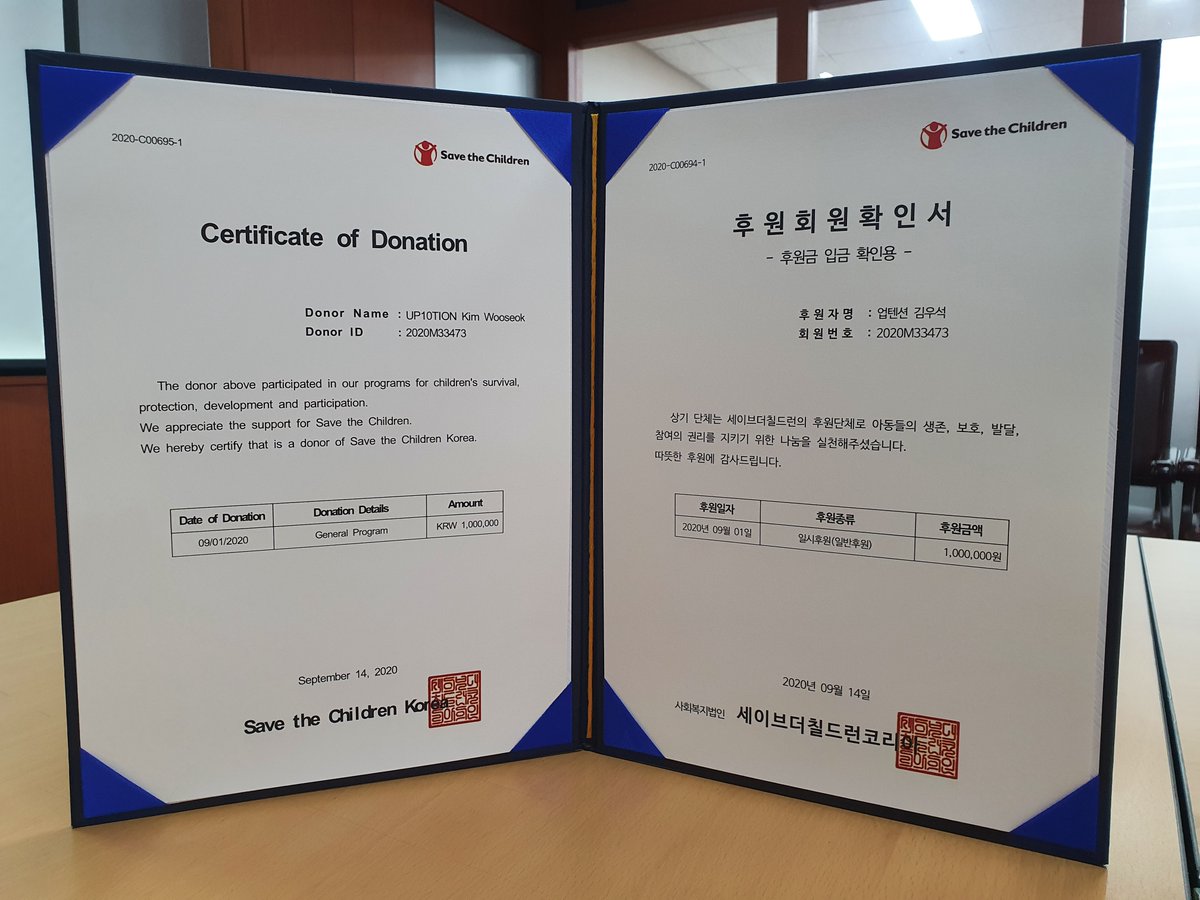 2020-C00695-1
Save the Children
Certificate of Donation
Donor Name : UP10TION Kim Wooseok
Donor ID : 2020M33473
The donor above participated in our programs for children's survival,
protection, development and participation.
We appreciate the support for Save the Children.
We hereby certify that is a donor of Save the Children Korea.
Date of Donation Donation Details Amount
09/01/2020 General Program KRW 1,000,000
September 14, 2020
Save the Children Korea
2020-C00694-1
Save the Children
후원회원확인서
- 후원금 입금 확인용 -
후원자명 : 업텐션 김우석
회원번호 : 2020M33473
상기 단체는 세이브더칠드런의 후원단체로 아동들의 생존, 보호, 발달,
참여의 권리를 지키기 위한 나눔을 실천해주셨습니다.
따뜻한 후원에 감사드립니다.
후원일자 후원종류 후원금액
2020년 09월 01일 일시후원(일반후원) 1,000,000원
2020년 09월 14일
사회복지법인 세이브더칠드런코리아